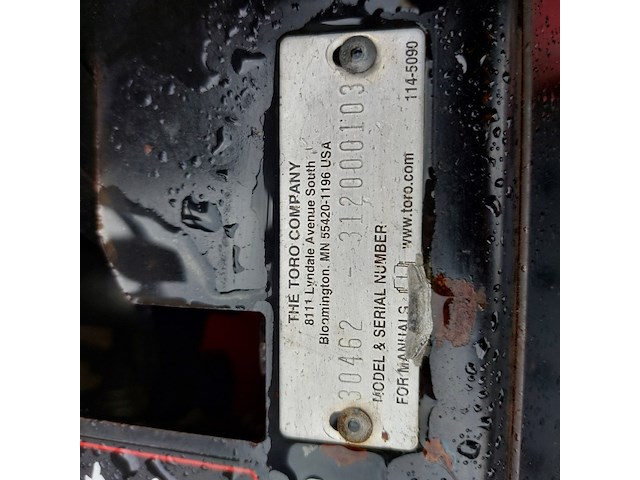 THE TORO COMPANY
8111 Lyndale Avenue South
Bloomington, MN 55420-1196 USA
30462 - 312000103
MODEL & SERIAL NUMBER
FOR MANUALS www.toro.com
114-5090